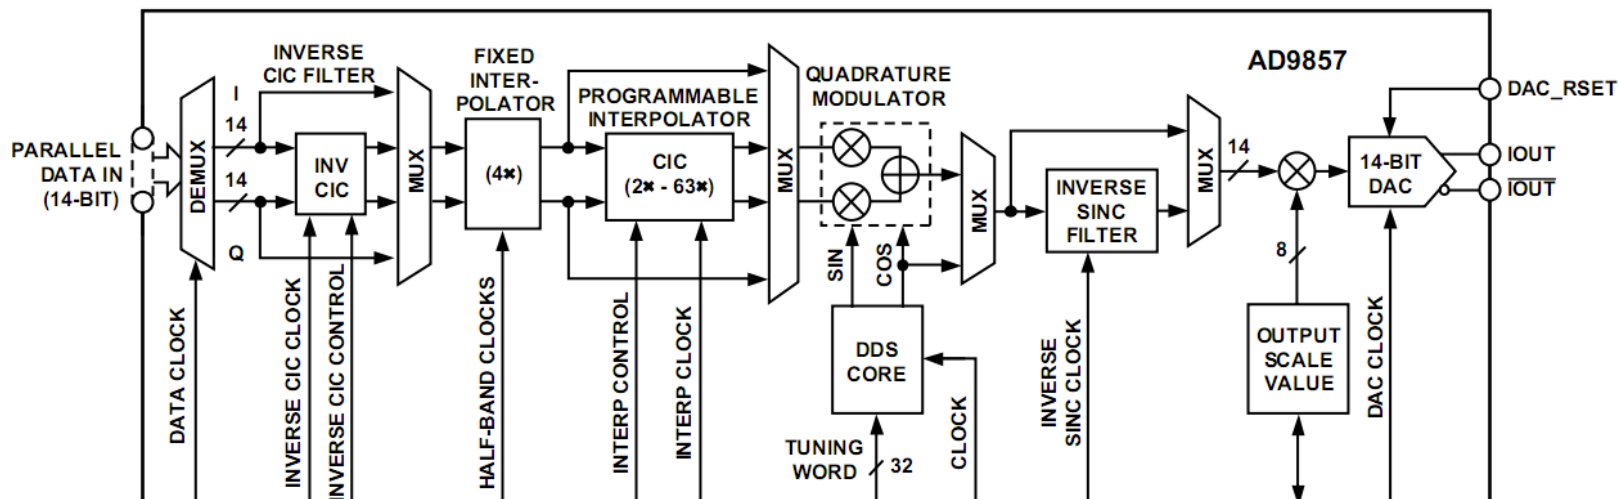 AD9857
INVERSE
CIC FILTER
FIXED
INTER-
POLATOR
PROGRAMMABLE
INTERPOLATOR
QUADRATURE
MODULATOR
DAC_RSET
I
14
PARALLEL
DATA IN
(14-BIT)
DEMUX
14
Q
INV
CIC
MUX
(4×)
CIC
(2× - 63×)
MUX
SIN
COS
MUX
INVERSE
SINC
FILTER
MUX
14
8
14-BIT
DAC
IOUT
IOUT
DATA CLOCK
INVERSE CIC CLOCK
INVERSE CIC CONTROL
HALF-BAND CLOCKS
INTERP CONTROL
INTERP CLOCK
DDS
CORE
TUNING
WORD
32
CLOCK
INVERSE
SINC CLOCK
OUTPUT
SCALE
VALUE
DAC CLOCK